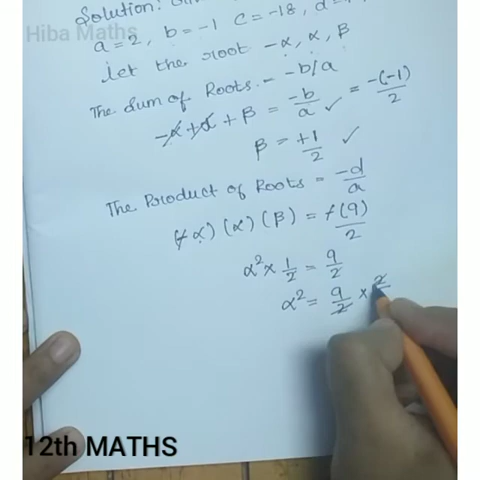 Solution:
Hiba Maths
a = 2, b = -1 c = -18,
Let the root -α, α, β
The Sum of Roots = -b/a
-α + α + β = -b/a ✓ = -(-1)/2
β = +1/2 ✓
The Product of Roots = -d/a
(-α) (α) (β) = -(9)/2
α² × 1/2 = 9/2
α² = 9/2 × 2
12th MATHS